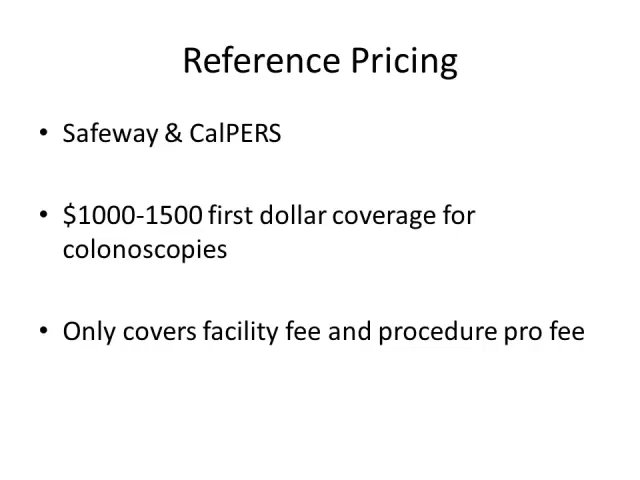 Reference Pricing
• Safeway & CalPERS
• $1000-1500 first dollar coverage for
colonoscopies
• Only covers facility fee and procedure pro fee